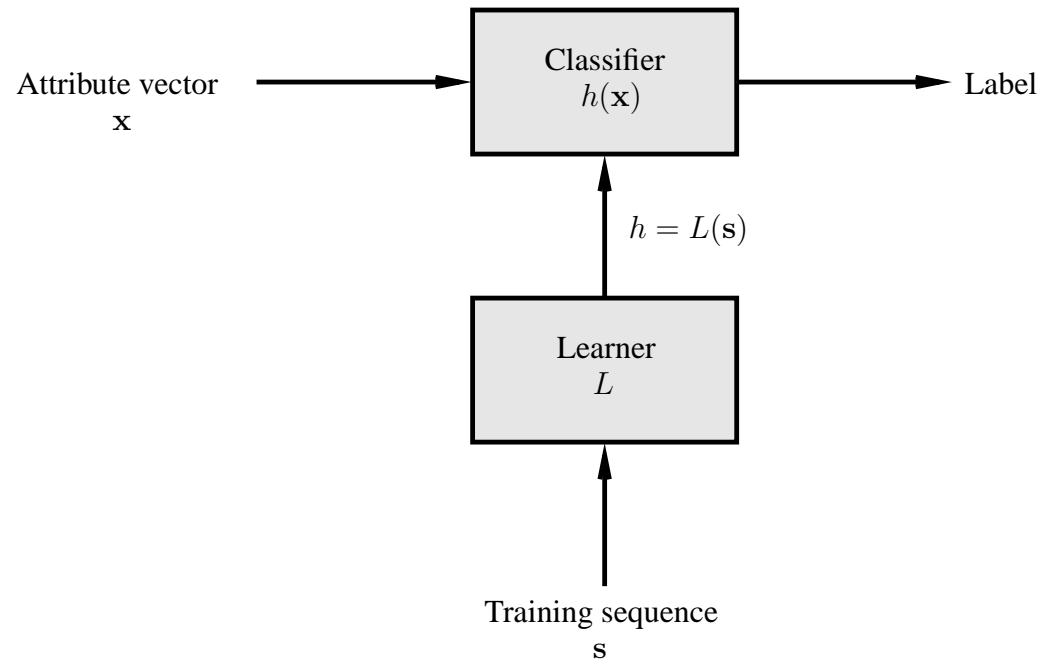 Classifier
h(x)
Attribute vector
x
Label
h = L(s)
Learner
L
Training sequence
s